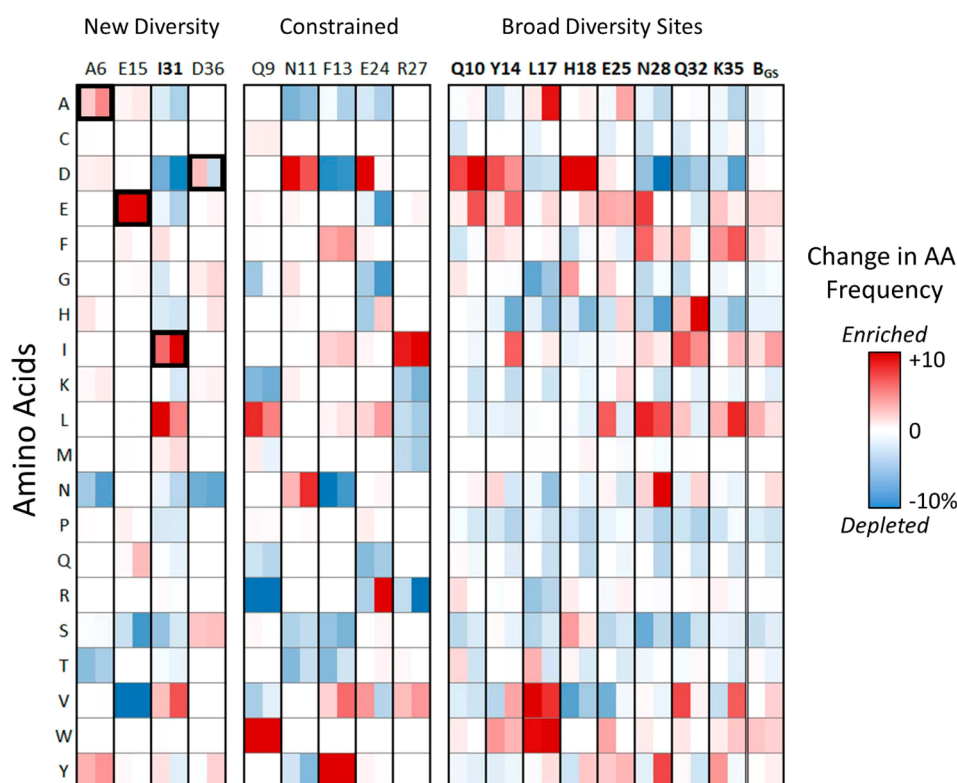 New Diversity Constrained Broad Diversity Sites
A6 E15 I31 D36 Q9 N11 F13 E24 R27 Q10 Y14 L17 H18 E25 N28 Q32 K35 BGS
A
C
D
E
F
G
H
I
K
L
M
N
P
Q
R
S
T
V
W
Y
Amino Acids
Change in AA
Frequency
Enriched
+10
0
-10%
Depleted